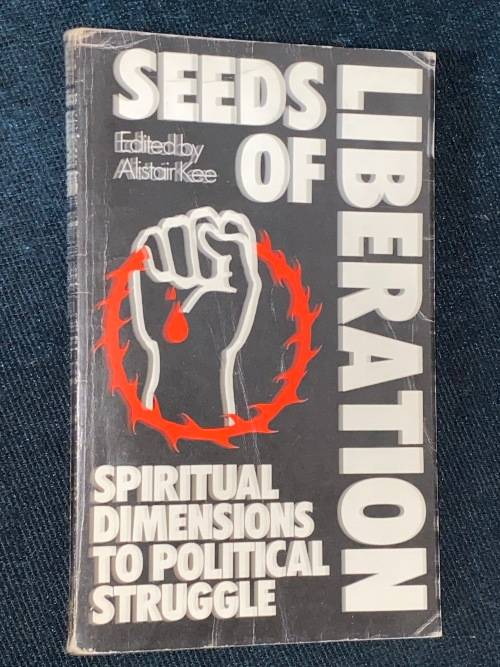 SEEDS
OF
LIBERATION
Edited by
Alistair Kee
SPIRITUAL
DIMENSIONS
TO POLITICAL
STRUGGLE